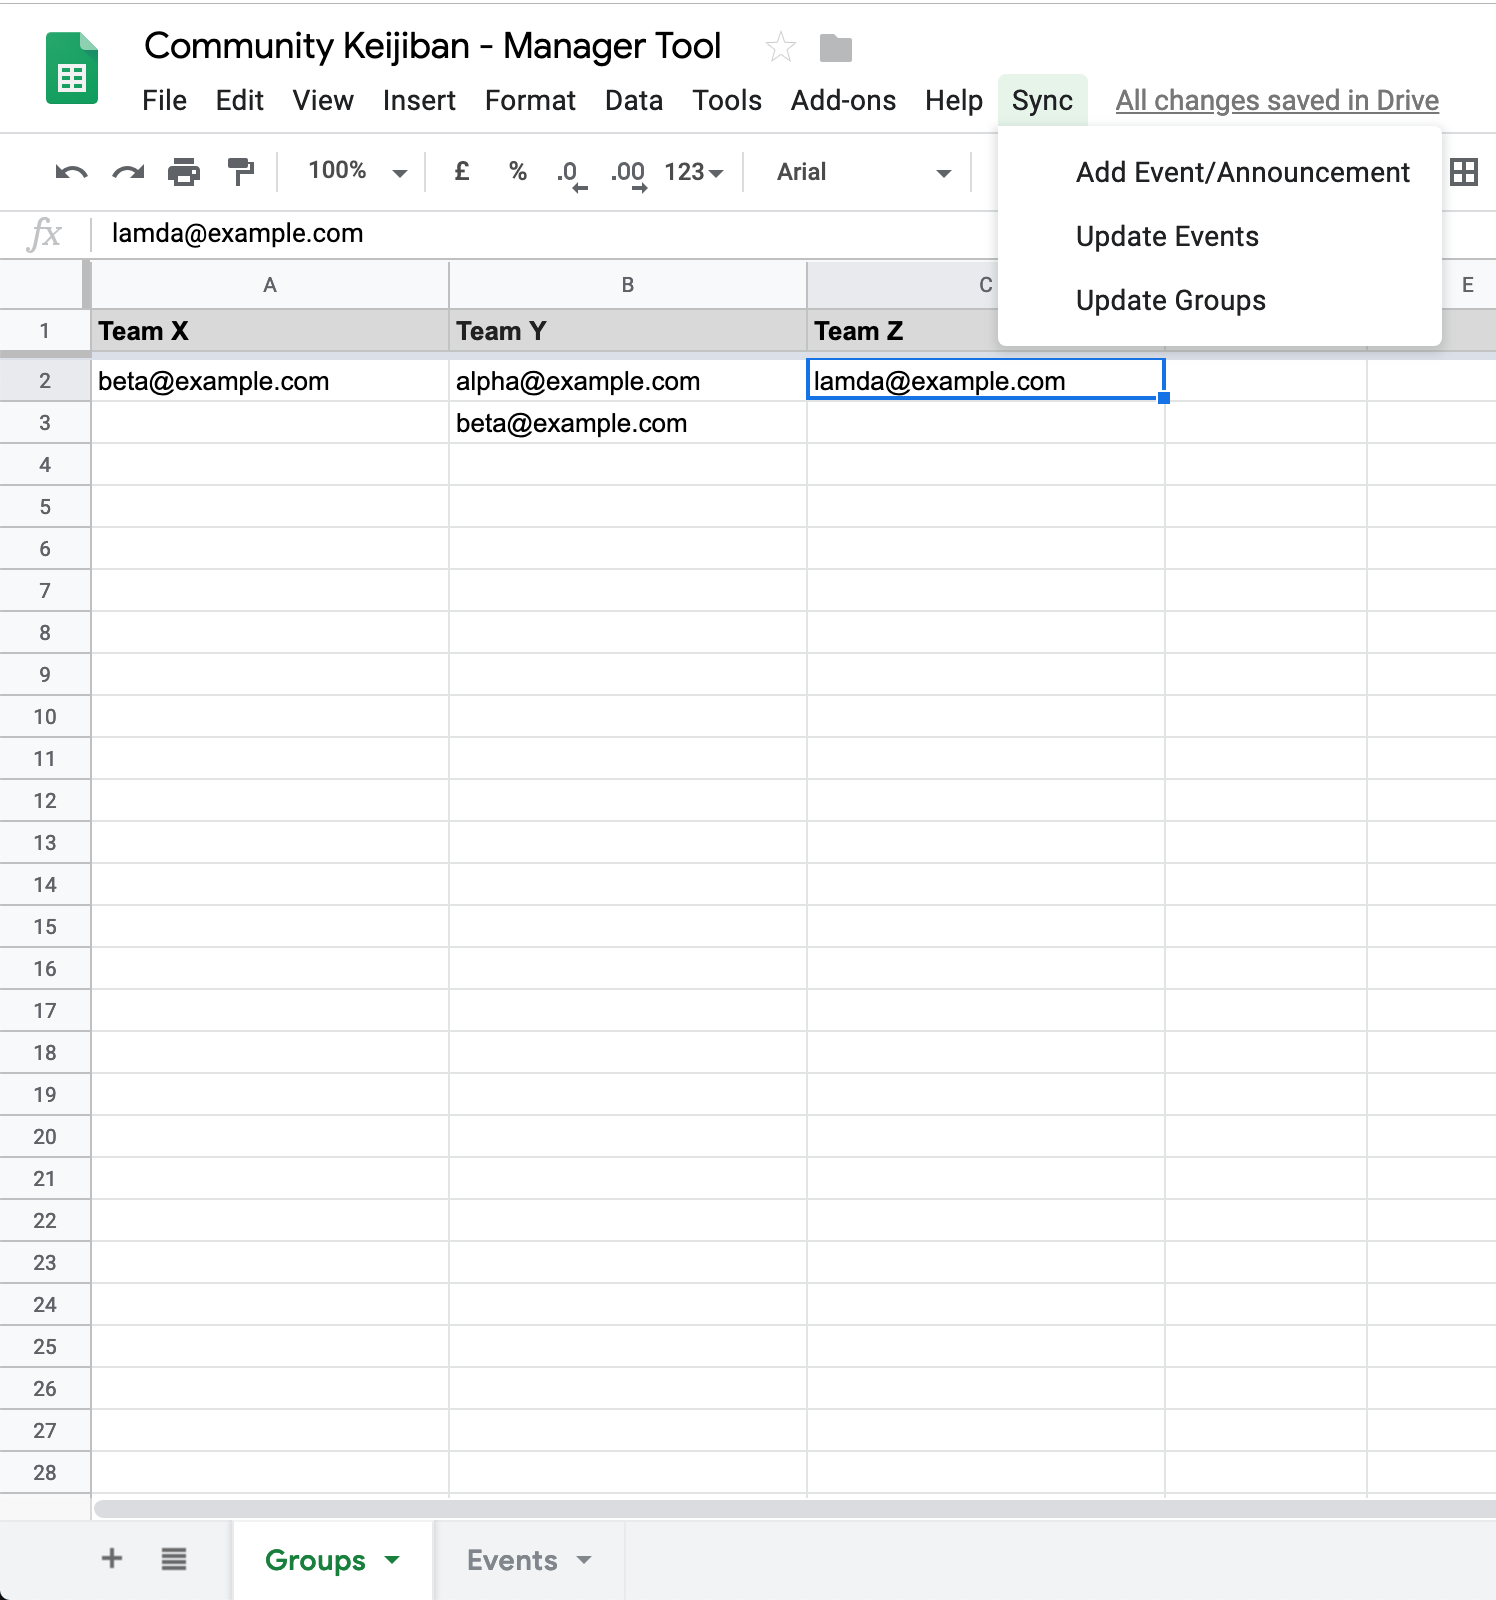 Community Keijiban - Manager Tool
File Edit View Insert Format Data Tools Add-ons Help Sync All changes saved in Drive
100% £ % .0 .00 123 Arial
Add Event/Announcement
Update Events
Update Groups
fx lamda@example.com
A B C E
1 Team X Team Y Team Z
2 beta@example.com alpha@example.com lamda@example.com
3 beta@example.com
4
5
6
7
8
9
10
11
12
13
14
15
16
17
18
19
20
21
22
23
24
25
26
27
28
+ Groups Events